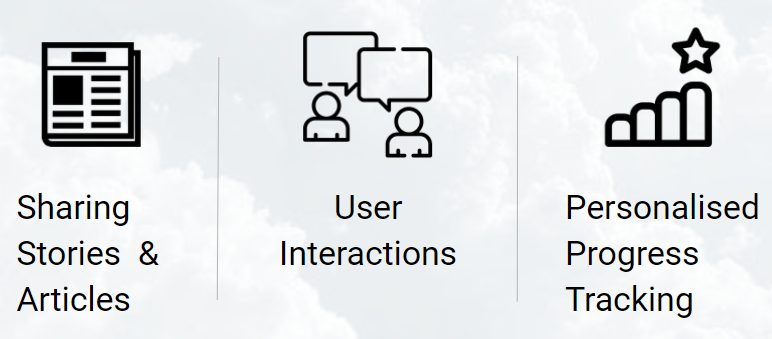 Sharing
Stories & 
Articles
User
Interactions
Personalised
Progress
Tracking